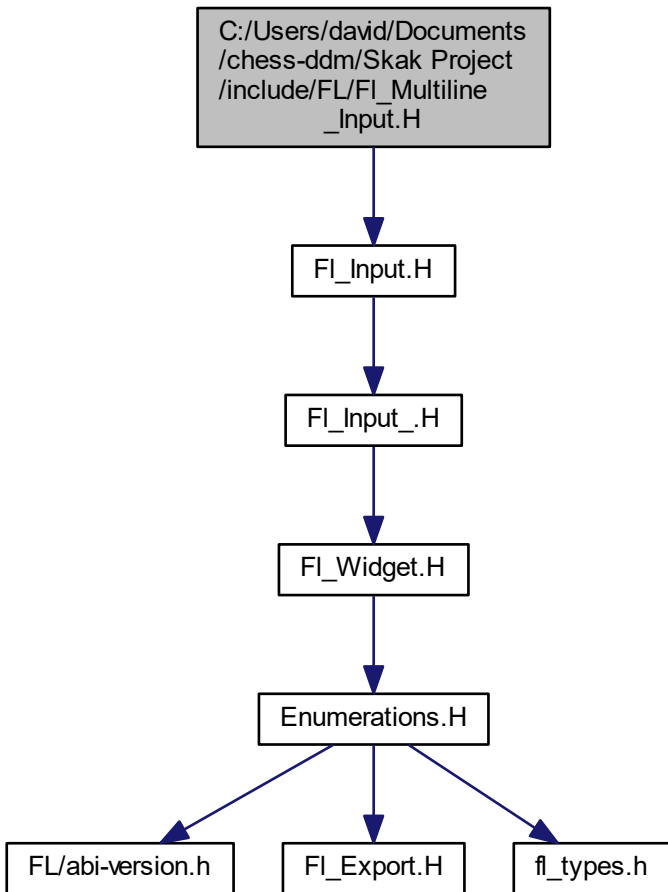 C:/Users/david/Documents
/chess-ddm/Skak Project
/include/FL/Fl_Multiline
_Input.H
Fl_Input.H
Fl_Input_.H
Fl_Widget.H
Enumerations.H
FL/abi-version.h
Fl_Export.H
fl_types.h